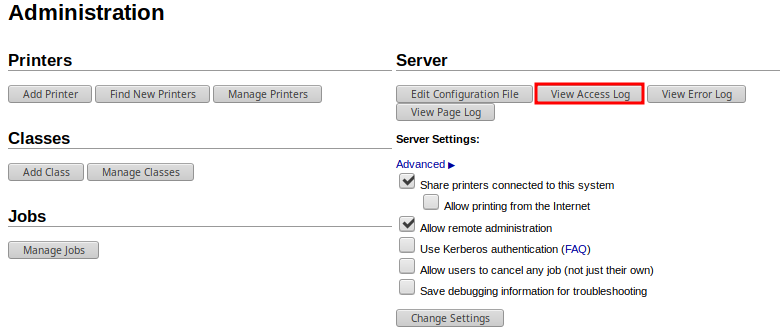 Administration
Printers
Add Printer Find New Printers Manage Printers
Classes
Add Class Manage Classes
Jobs
Manage Jobs
Server
Edit Configuration File View Access Log View Error Log
View Page Log
Server Settings:
Advanced ▶
Share printers connected to this system
Allow printing from the Internet
Allow remote administration
Use Kerberos authentication (FAQ)
Allow users to cancel any job (not just their own)
Save debugging information for troubleshooting
Change Settings